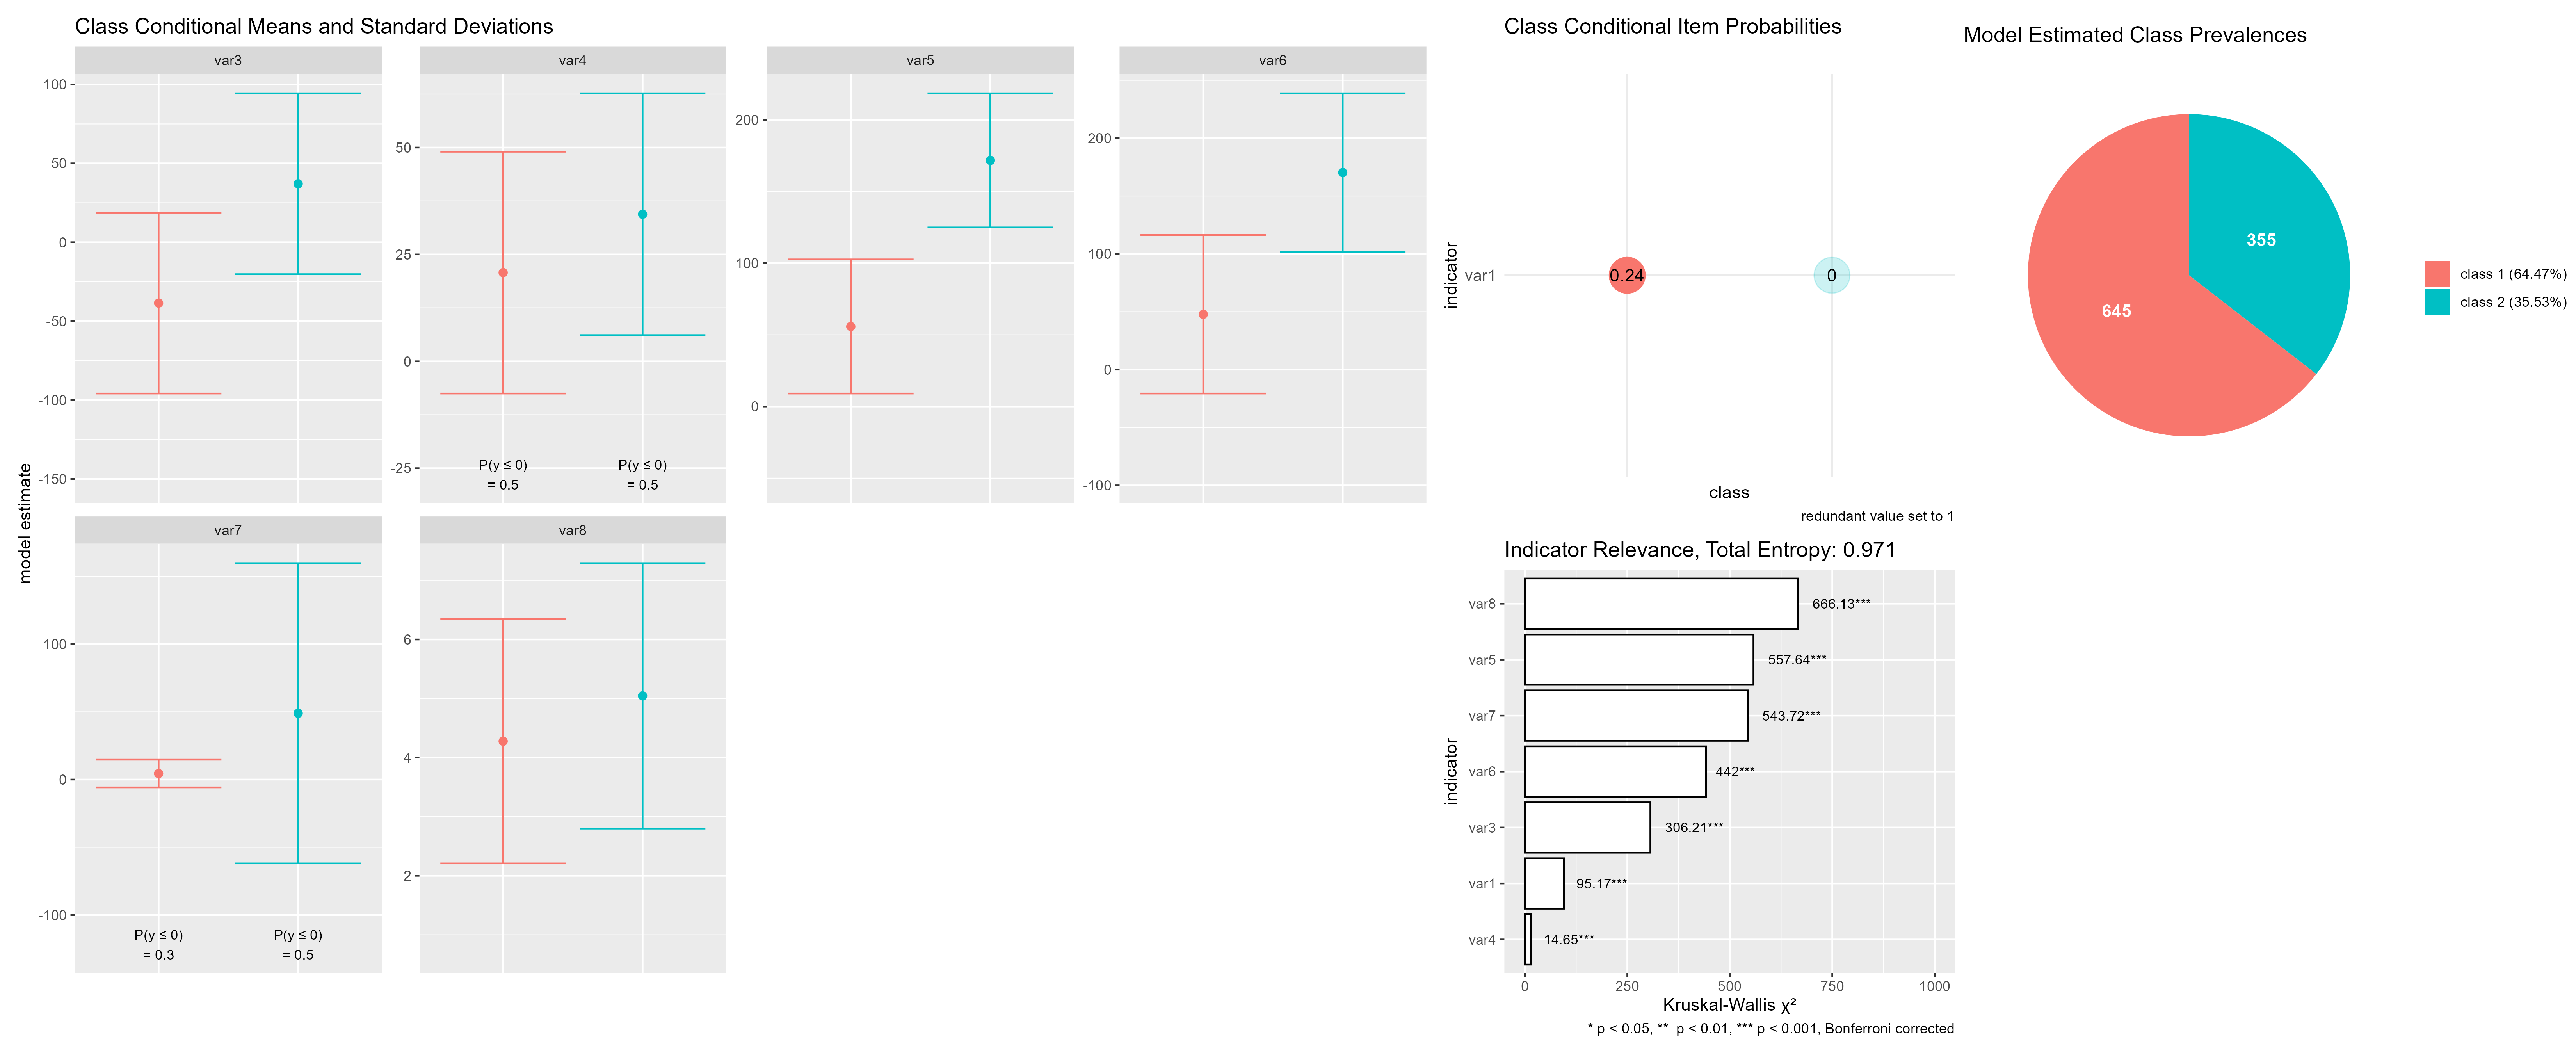 Class Conditional Means and Standard Deviations
var3
var4
var5
var6
100
50
0
-50
-100
-150
50
25
0
-25
P(y ≤ 0)
= 0.5
P(y ≤ 0)
= 0.5
200
100
0
200
100
0
-100
model estimate
var7
var8
100
0
-100
P(y ≤ 0)
= 0.3
P(y ≤ 0)
= 0.5
6
4
2
Class Conditional Item Probabilities
indicator
var1
0.24
0
class
redundant value set to 1
Model Estimated Class Prevalences
355
645
class 1 (64.47%)
class 2 (35.53%)
Indicator Relevance, Total Entropy: 0.971
indicator
var8
666.13***
var5
557.64***
var7
543.72***
var6
442***
var3
306.21***
var1
95.17***
var4
14.65***
0 250 500 750 1000
Kruskal-Wallis χ²
* p < 0.05, **  p < 0.01, *** p < 0.001, Bonferroni corrected